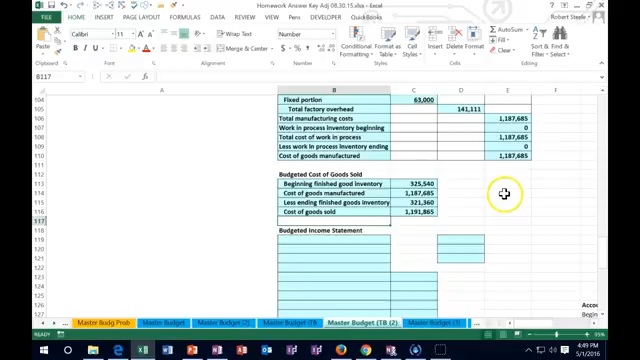 Homework Answer Key Adj 08.30.15.xlsx - Excel
FILE HOME INSERT PAGE LAYOUT FORMULAS DATA REVIEW VIEW PENS DEVELOPER QuickBooks Robert Steele
Paste Calibri 11 Wrap Text General Conditional Formatting Format as Table Cell Styles Insert Delete Format AutoSum Sort & Filter Find & Select
B I U Merge & Center $ % Fill Clear
Clipboard Font Alignment Number Styles Cells Editing
B117
A B C D E F
104 Fixed portion 63,000
105 Total factory overhead 141,111
106 Total manufacturing costs 1,187,685
107 Work in process inventory beginning 0
108 Total cost of work in process 1,187,685
109 Less work in process inventory ending 0
110 Cost of goods manufactured 1,187,685
111
112 Budgeted Cost of Goods Sold
113 Beginning finished good inventory 325,540
114 Cost of goods manufactured 1,187,685
115 Less ending finished goods inventory 321,360
116 Cost of goods sold 1,191,865
117
118 Budgeted Income Statement
119
120
121
122
123
124
125
126 Accou
127 Begin
Master Budg Prob Master Budget Master Budget (2) Master Budget (TB Master Budget (TB (2) Master Budget (3) ...
READY 95%
4:49 PM
5/1/2016